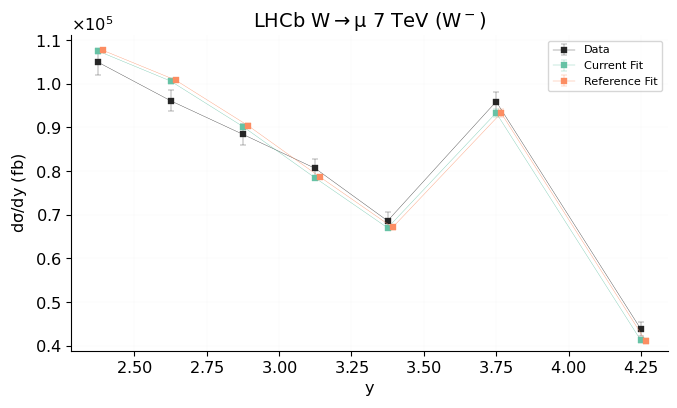 LHCb W→μ 7 TeV (W⁻)
×10⁵
1.1
1.0
0.9
0.8
0.7
0.6
0.5
0.4
dσ/dy (fb)
Data
Current Fit
Reference Fit
2.50 2.75 3.00 3.25 3.50 3.75 4.00 4.25
y